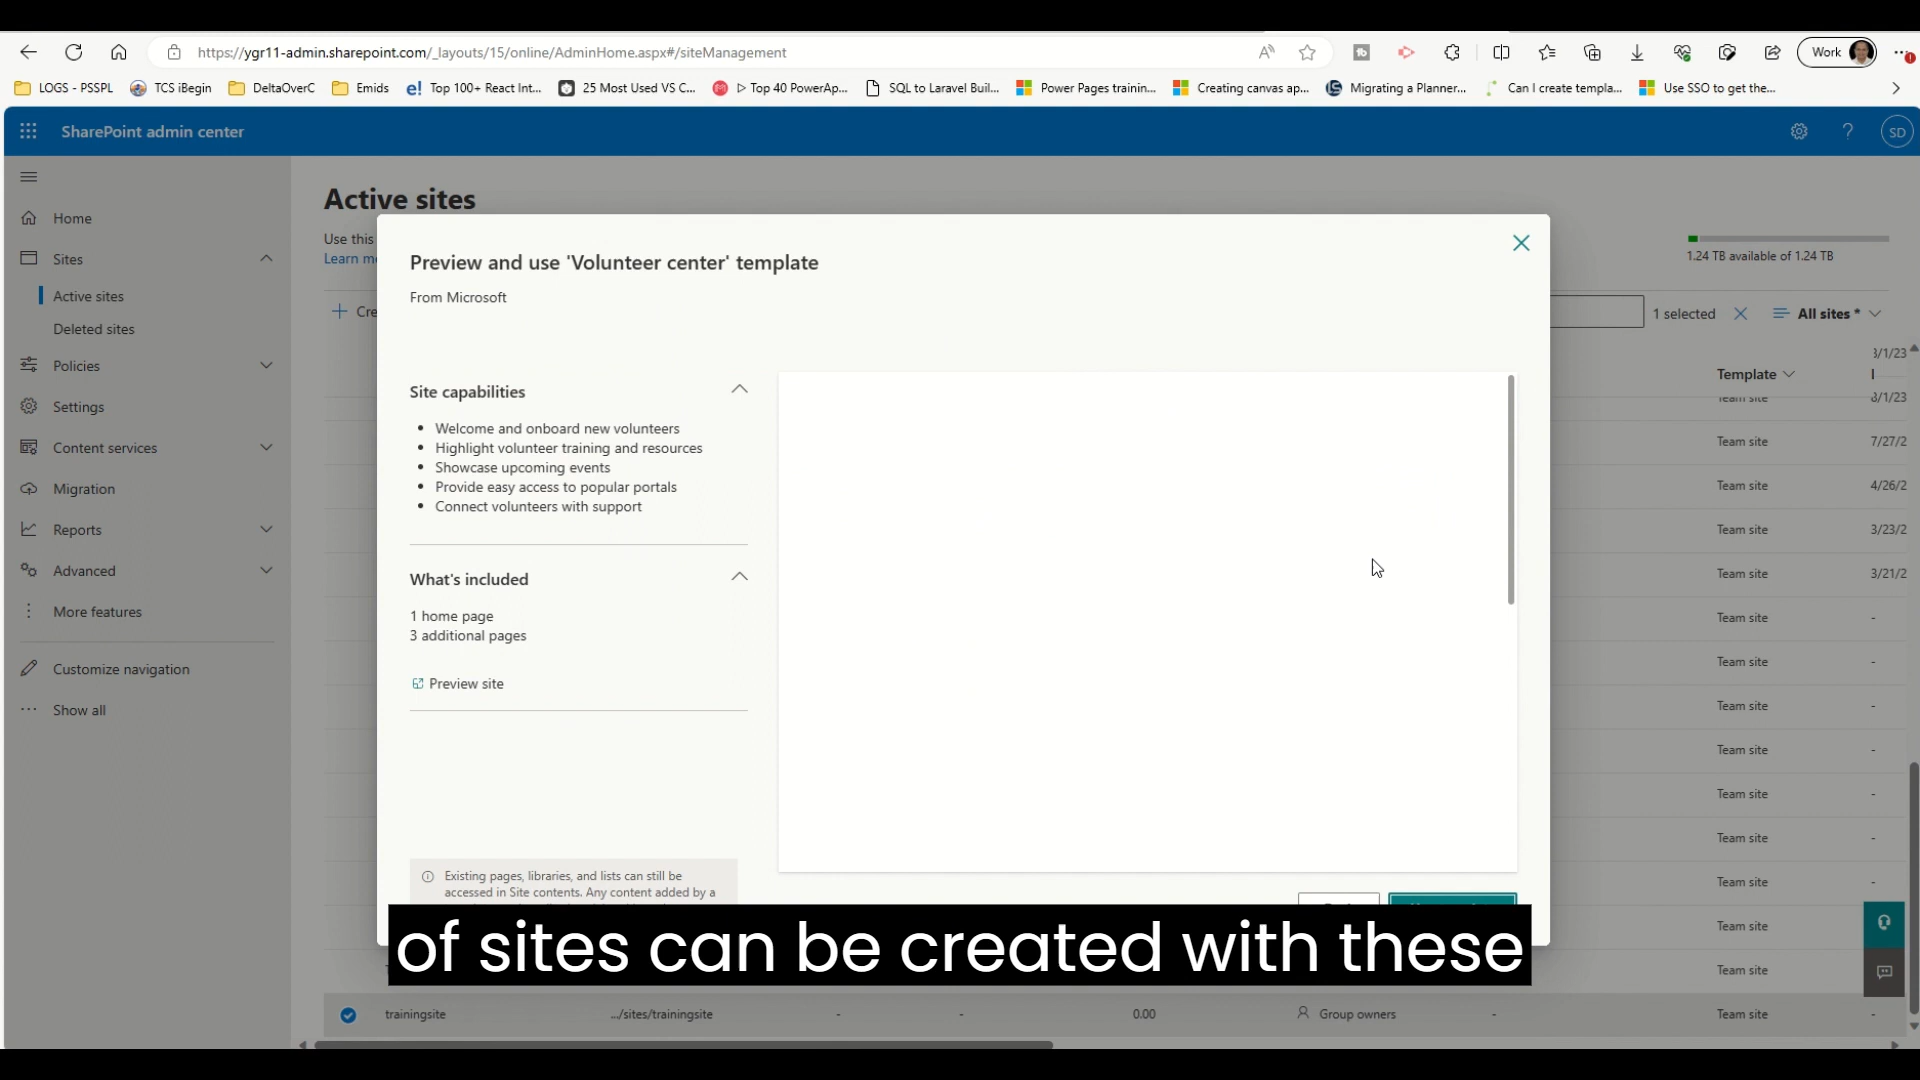 https://ygr11-admin.sharepoint.com/_layouts/15/online/AdminHome.aspx#/siteManagement
Work
LOGS - PSSPL
TCS iBegin
DeltaOverC
Emids
Top 100+ React Int...
25 Most Used VS C...
Top 40 PowerAp...
SQL to Laravel Buil...
Power Pages trainin...
Creating canvas ap...
Migrating a Planner...
Can I create templa...
Use SSO to get the...
SharePoint admin center
SD
Home
Sites
Active sites
Deleted sites
Policies
Settings
Content services
Migration
Reports
Advanced
More features
Customize navigation
Show all
Active sites
Use this
Learn m
1.24 TB available of 1.24 TB
Cre
1 selected
All sites *
Template
Preview and use 'Volunteer center' template
From Microsoft
Site capabilities
• Welcome and onboard new volunteers
• Highlight volunteer training and resources
• Showcase upcoming events
• Provide easy access to popular portals
• Connect volunteers with support
What's included
1 home page
3 additional pages
Preview site
Existing pages, libraries, and lists can still be
accessed in Site contents. Any content added by a
of sites can be created with these
3/1/23
Team site 8/1/23
Team site 7/27/2
Team site 4/26/2
Team site 3/23/2
Team site 3/21/2
Team site -
Team site -
Team site -
Team site -
Team site -
Team site -
Team site -
Team site -
Team site -
trainingsite .../sites/trainingsite - - 0.00 Group owners - Team site -